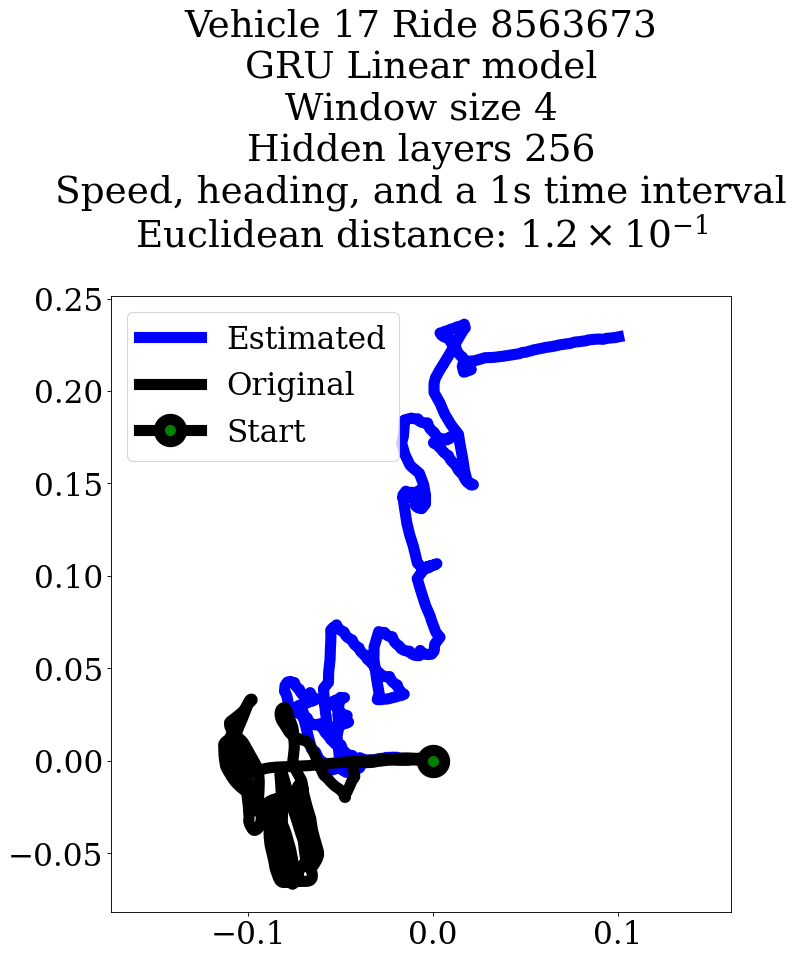 Vehicle 17 Ride 8563673
GRU Linear model
Window size 4
Hidden layers 256
Speed, heading, and a 1s time interval
Euclidean distance: 1.2 × 10⁻¹
0.25
Estimated
0.20
Original
Start
0.15
0.10
0.05
0.00
−0.05
−0.1 0.0 0.1